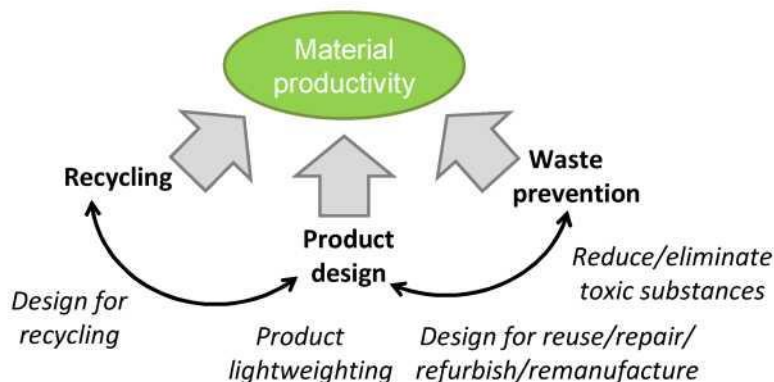 Material
productivity
Recycling
Waste
prevention
Product
design
Reduce/eliminate
toxic substances
Design for
recycling
Product
lightweighting
Design for reuse/repair/
refurbish/remanufacture